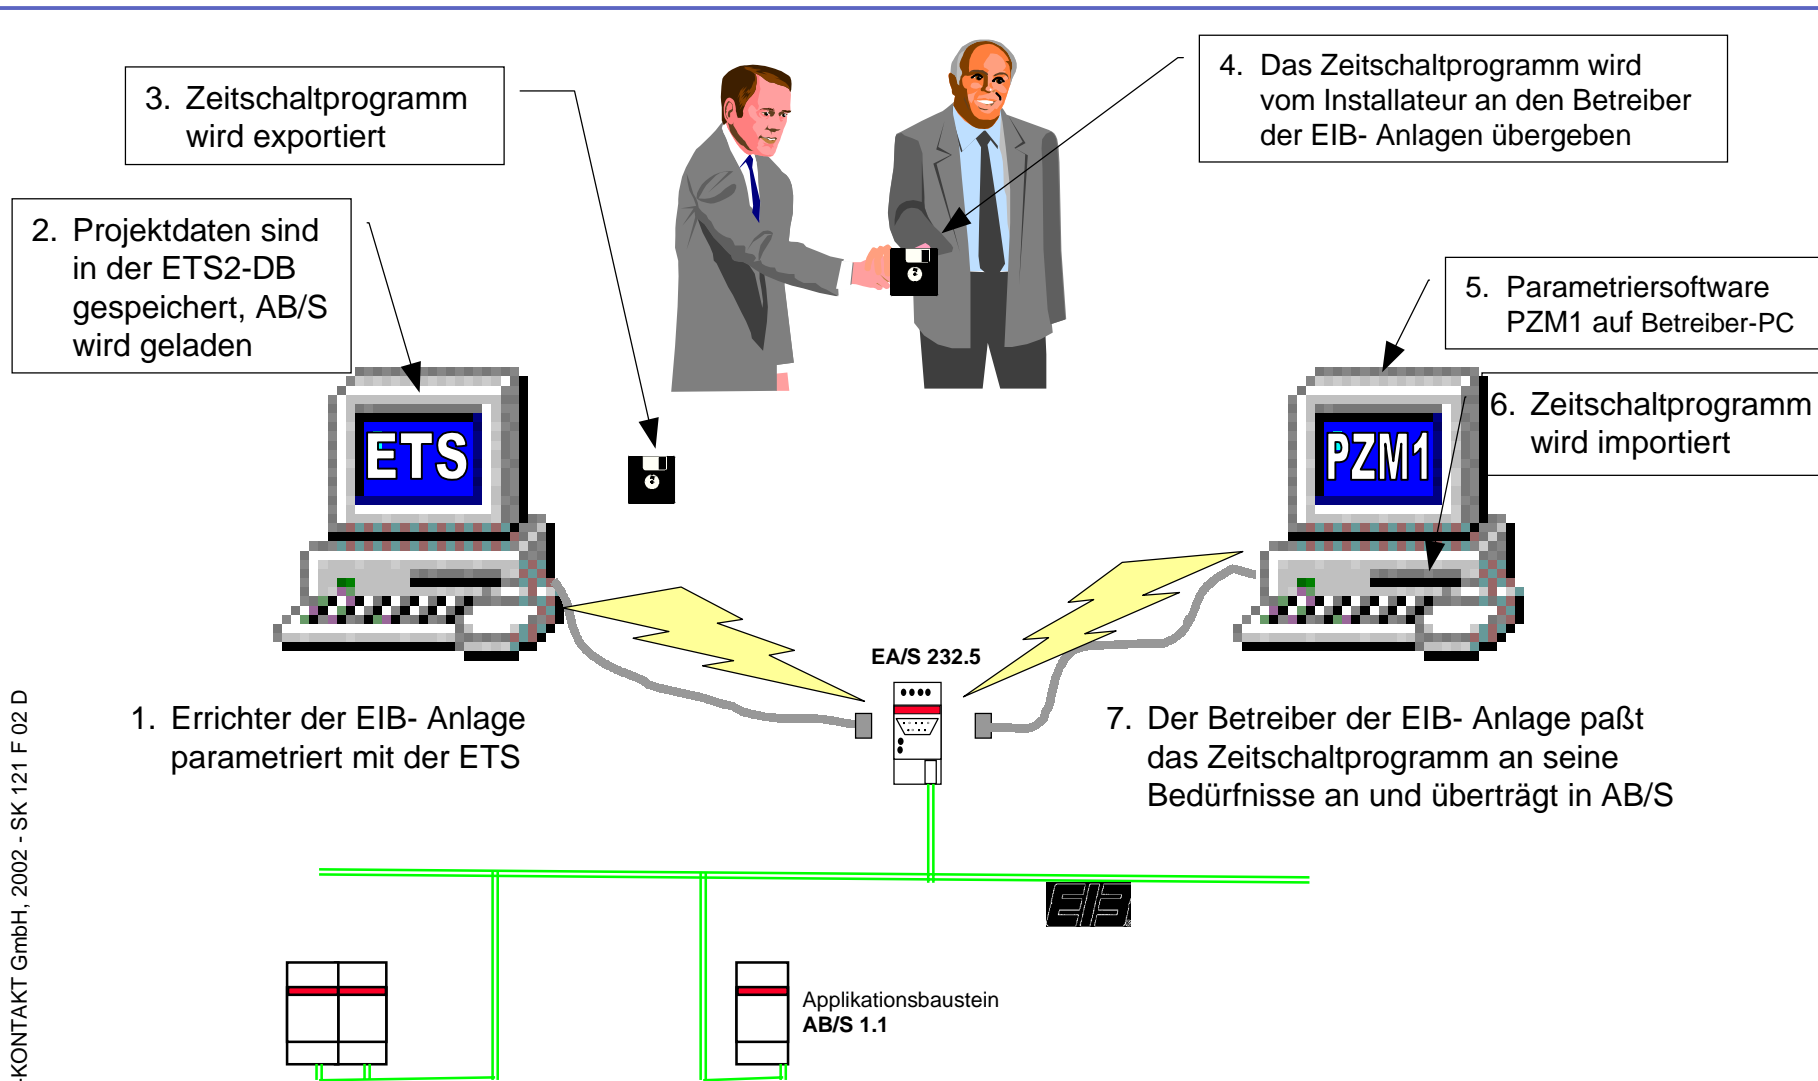 3. Zeitschaltprogramm
wird exportiert
4. Das Zeitschaltprogramm wird
vom Installateur an den Betreiber
der EIB- Anlagen übergeben
2. Projektdaten sind
in der ETS2-DB
gespeichert, AB/S
wird geladen
5. Parametriersoftware
PZM1 auf Betreiber-PC
6. Zeitschaltprogramm
wird importiert
ETS
PZM1
EA/S 232.5
1. Errichter der EIB- Anlage
parametriert mit der ETS
7. Der Betreiber der EIB- Anlage paßt
das Zeitschaltprogramm an seine
Bedürfnisse an und überträgt in AB/S
EIB
Applikationsbaustein
AB/S 1.1
-KONTAKT GmbH, 2002 - SK 121 F 02 D